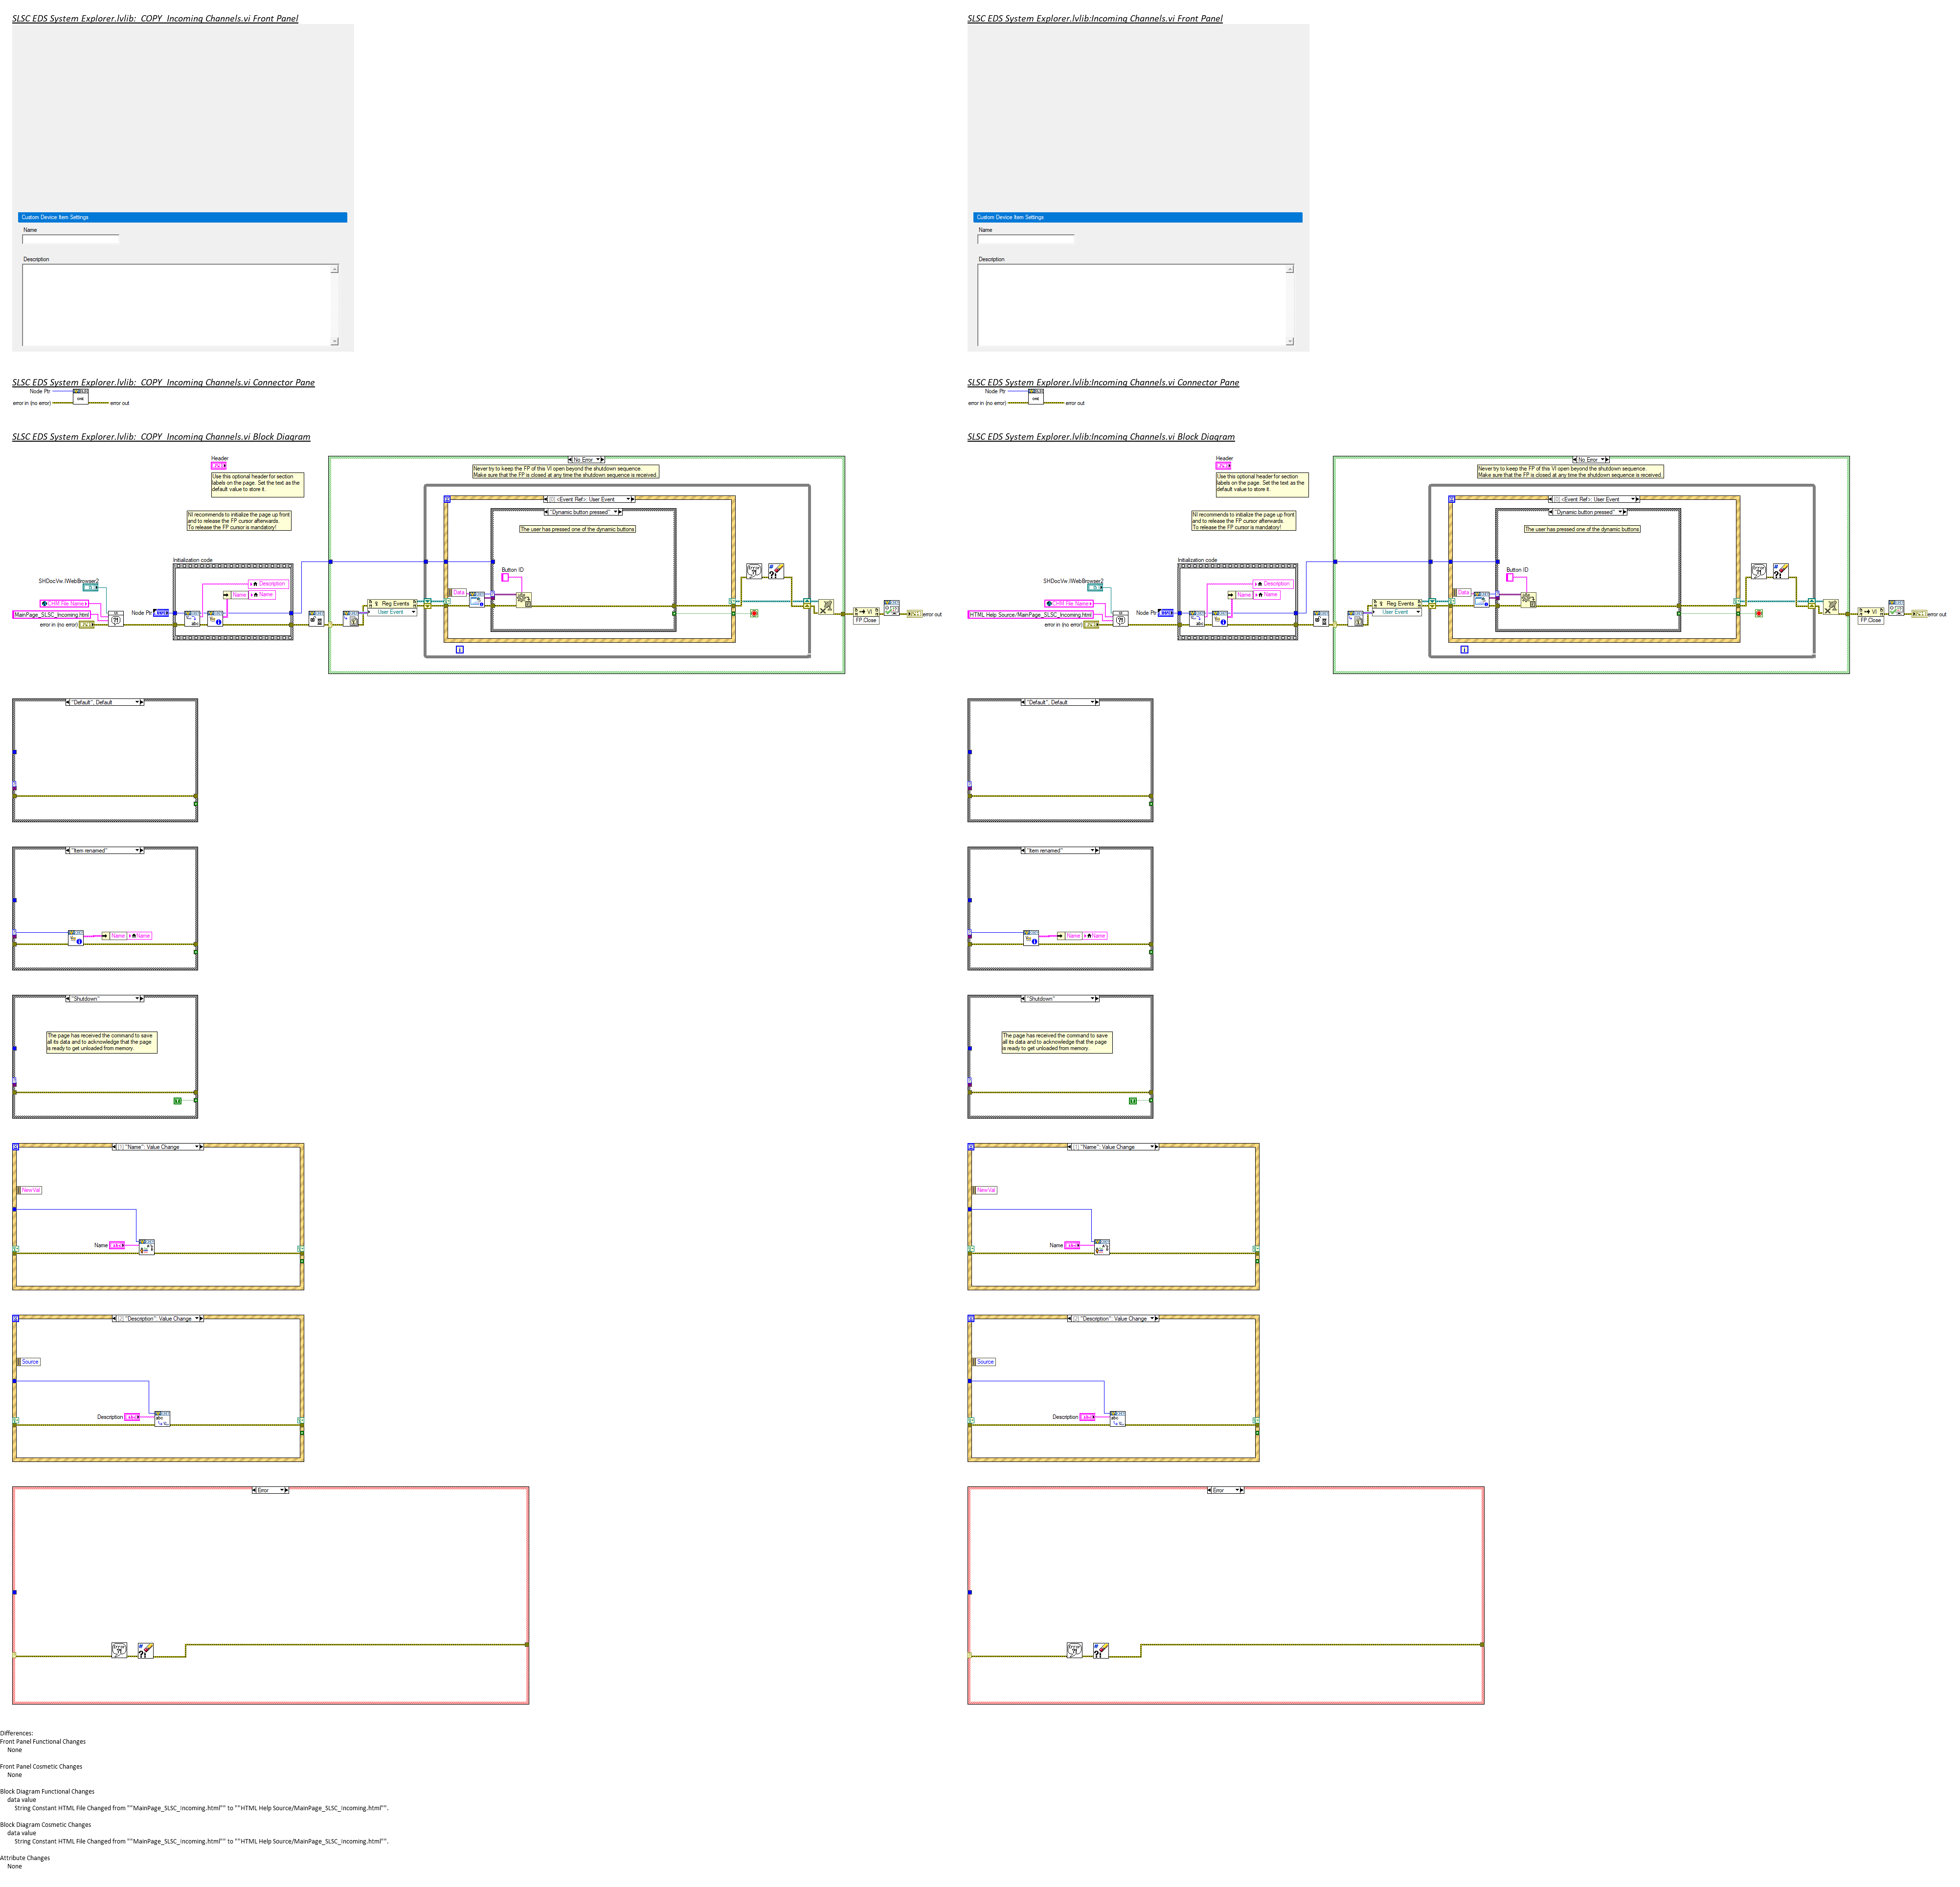 SLSC EDS System Explorer.lvlib:_COPY_Incoming Channels.vi Front Panel
Custom Device Item Settings
Name
Description
SLSC EDS System Explorer.lvlib:_COPY_Incoming Channels.vi Connector Pane
Node Ptr
error in (no error)
error out
SLSC EDS System Explorer.lvlib:_COPY_Incoming Channels.vi Block Diagram
Header
Use this optional header for section
labels on the page. Set the text as the
default value to store it.
NI recommends to initialize the page up front
and to release the FP cursor afterwards.
To release the FP cursor is mandatory!
Initialization code
SHDocVw.IWebBrowser2
CHM File.Name
MainPage_SLSC_Incoming.html
error in (no error)
Node Ptr
Description
Name
Name
No Error
Never try to keep the FP of this VI open beyond the shutdown sequence.
Make sure that the FP is closed at any time the shutdown sequence is received.
[0] <Event Ref>: User Event
"Dynamic button pressed"
The user has pressed one of the dynamic buttons
Button ID
Data
Reg Events
User Event
VI
FP.Close
error out
"Default", Default
"Item renamed"
Name
Name
"Shutdown"
The page has received the command to save
all its data and to acknowledge that the page
is ready to get unloaded from memory.
[1] "Name": Value Change
NewVal
Name
[2] "Description": Value Change
Source
Description
Error
SLSC EDS System Explorer.lvlib:Incoming Channels.vi Front Panel
Custom Device Item Settings
Name
Description
SLSC EDS System Explorer.lvlib:Incoming Channels.vi Connector Pane
Node Ptr
error in (no error)
error out
SLSC EDS System Explorer.lvlib:Incoming Channels.vi Block Diagram
Header
Use this optional header for section
labels on the page. Set the text as the
default value to store it.
NI recommends to initialize the page up front
and to release the FP cursor afterwards.
To release the FP cursor is mandatory!
Initialization code
SHDocVw.IWebBrowser2
CHM File.Name
HTML Help Source/MainPage_SLSC_Incoming.html
error in (no error)
Node Ptr
Description
Name
Name
No Error
Never try to keep the FP of this VI open beyond the shutdown sequence.
Make sure that the FP is closed at any time the shutdown sequence is received.
[0] <Event Ref>: User Event
"Dynamic button pressed"
The user has pressed one of the dynamic buttons
Button ID
Data
Reg Events
User Event
VI
FP.Close
error out
"Default", Default
"Item renamed"
Name
Name
"Shutdown"
The page has received the command to save
all its data and to acknowledge that the page
is ready to get unloaded from memory.
[1] "Name": Value Change
NewVal
Name
[2] "Description": Value Change
Source
Description
Error
Differences:
Front Panel Functional Changes
None
Front Panel Cosmetic Changes
None
Block Diagram Functional Changes
data value
String Constant HTML File Changed from ""MainPage_SLSC_Incoming.html"" to ""HTML Help Source/MainPage_SLSC_Incoming.html"".
Block Diagram Cosmetic Changes
data value
String Constant HTML File Changed from ""MainPage_SLSC_Incoming.html"" to ""HTML Help Source/MainPage_SLSC_Incoming.html"".
Attribute Changes
None